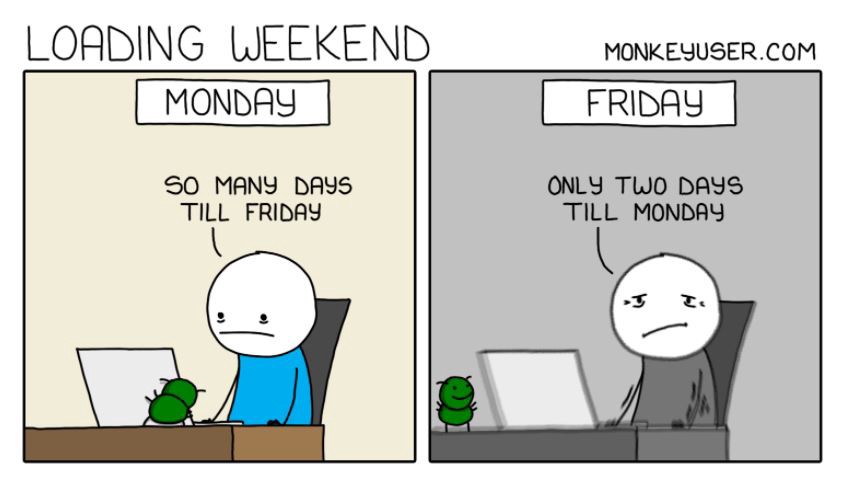 LOADING WEEKEND
MONKEYUSER.COM
MONDAY
SO MANY DAYS
TILL FRIDAY
FRIDAY
ONLY TWO DAYS
TILL MONDAY